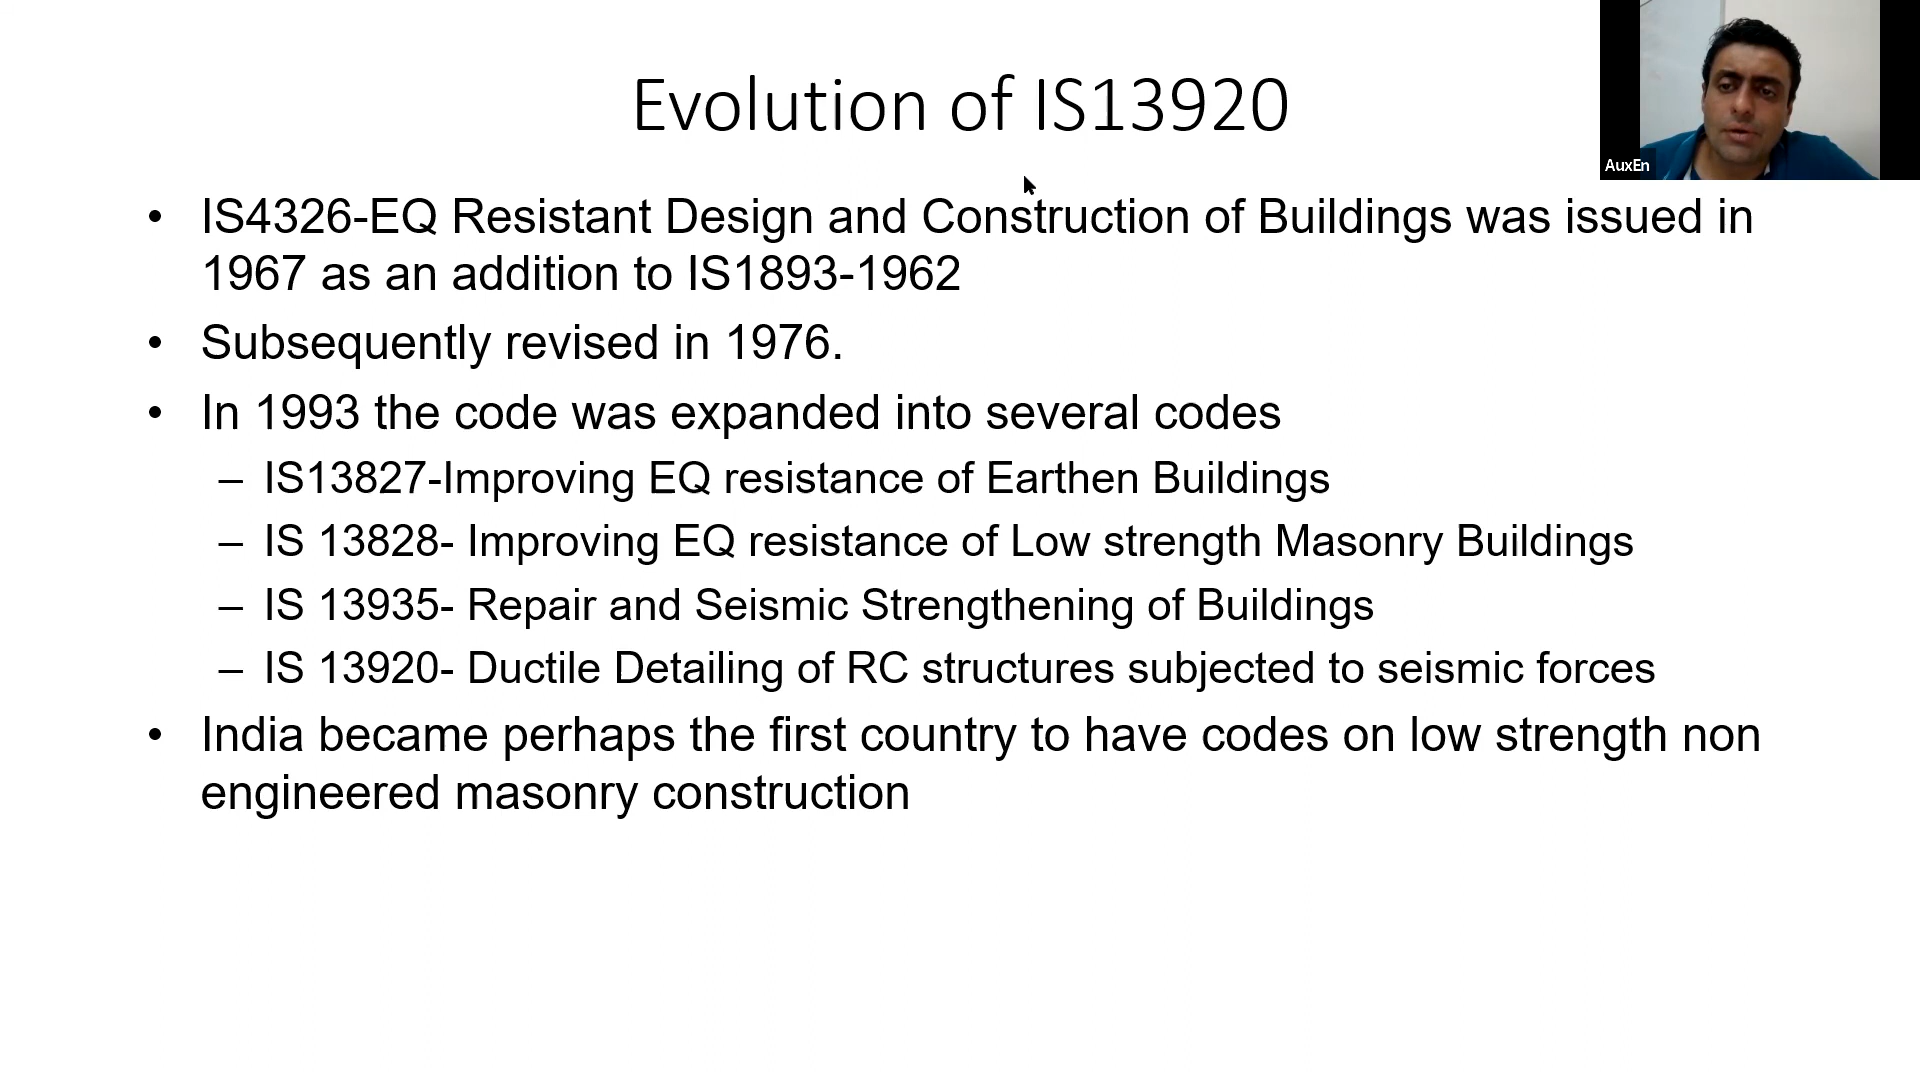 Evolution of IS13920
AuxEn
• IS4326-EQ Resistant Design and Construction of Buildings was issued in
1967 as an addition to IS1893-1962
• Subsequently revised in 1976.
• In 1993 the code was expanded into several codes
– IS13827-Improving EQ resistance of Earthen Buildings
– IS 13828- Improving EQ resistance of Low strength Masonry Buildings
– IS 13935- Repair and Seismic Strengthening of Buildings
– IS 13920- Ductile Detailing of RC structures subjected to seismic forces
• India became perhaps the first country to have codes on low strength non
engineered masonry construction